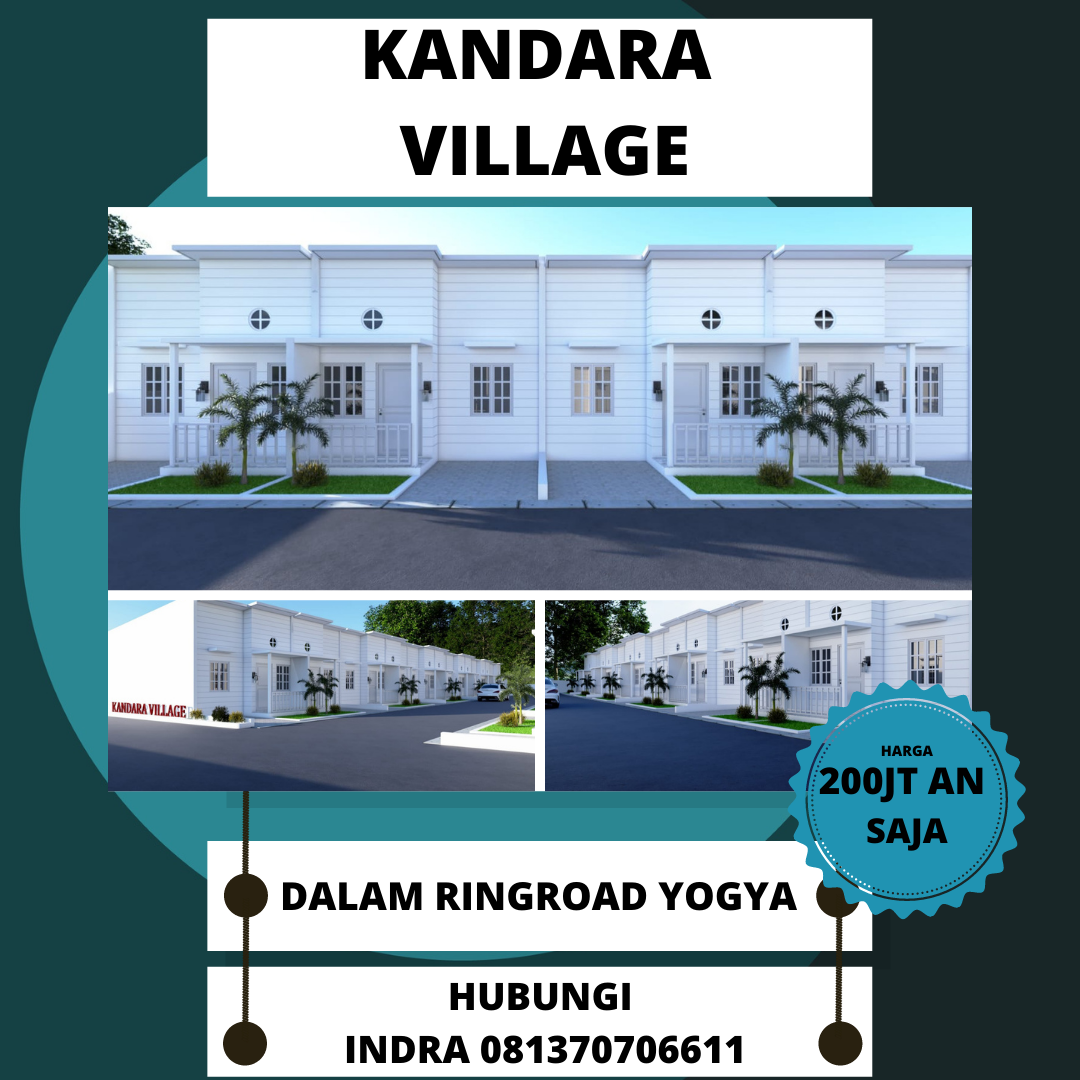 KANDARA
VILLAGE
KANDARA VILLAGE
HARGA
200JT AN
SAJA
DALAM RINGROAD YOGYA
HUBUNGI
INDRA 081370706611